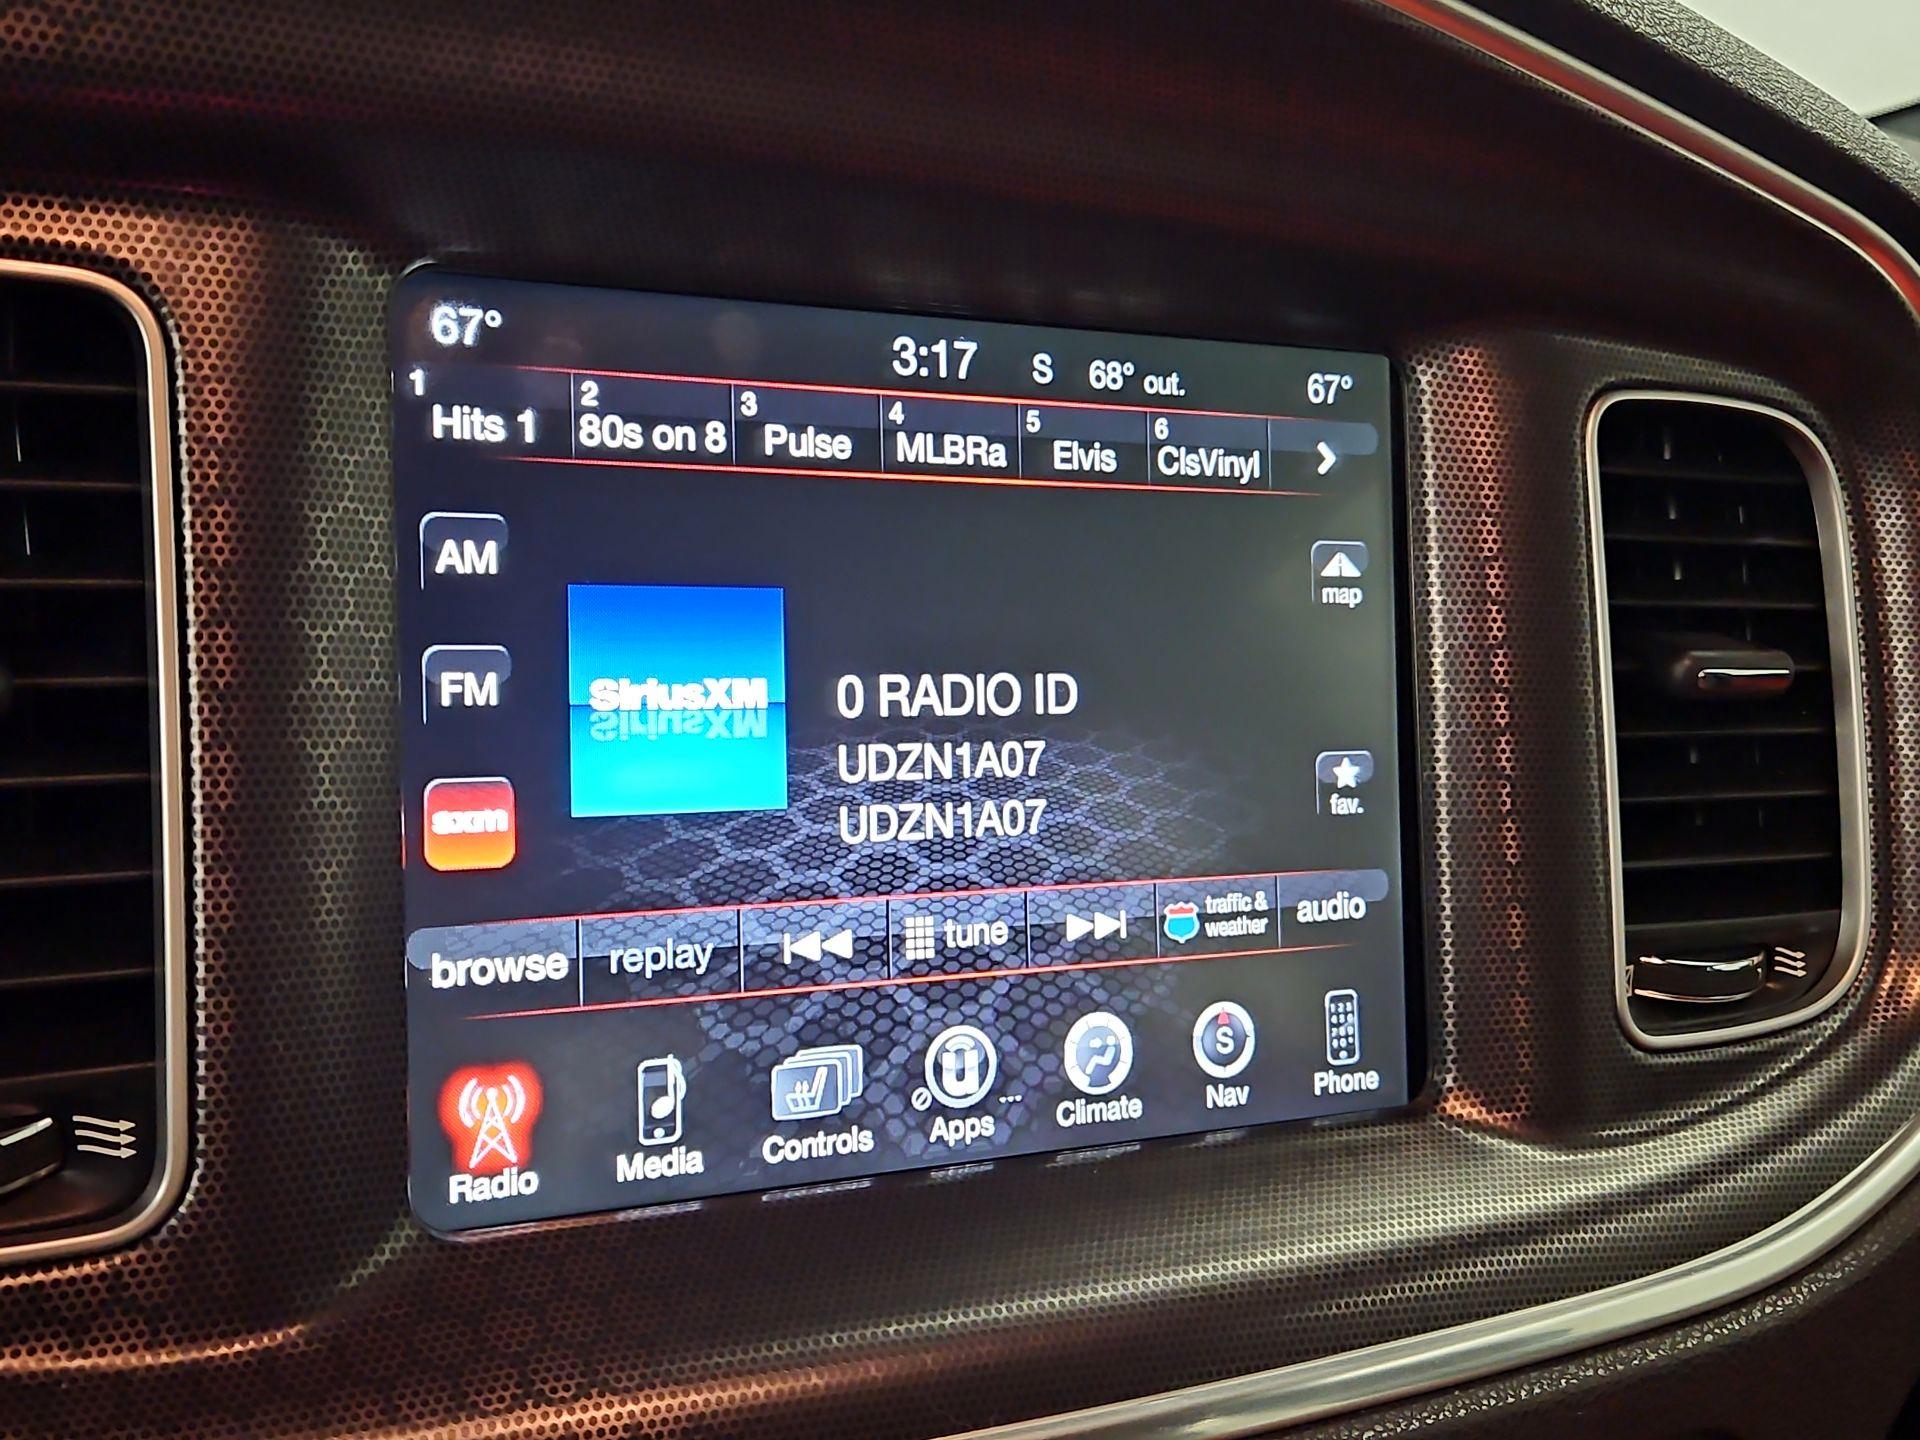 67° 3:17 S 68° out. 67°
1 Hits 1
2 80s on 8
3 Pulse
4 MLBRa
5 Elvis
6 ClsVinyl
AM
map
FM
SiriusXM
0 RADIO ID
UDZN1A07
UDZN1A07
fav.
sxm
browse
replay
tune
traffic &
weather
audio
Radio
Media
Controls
U
Apps ...
Climate
S
Nav
Phone